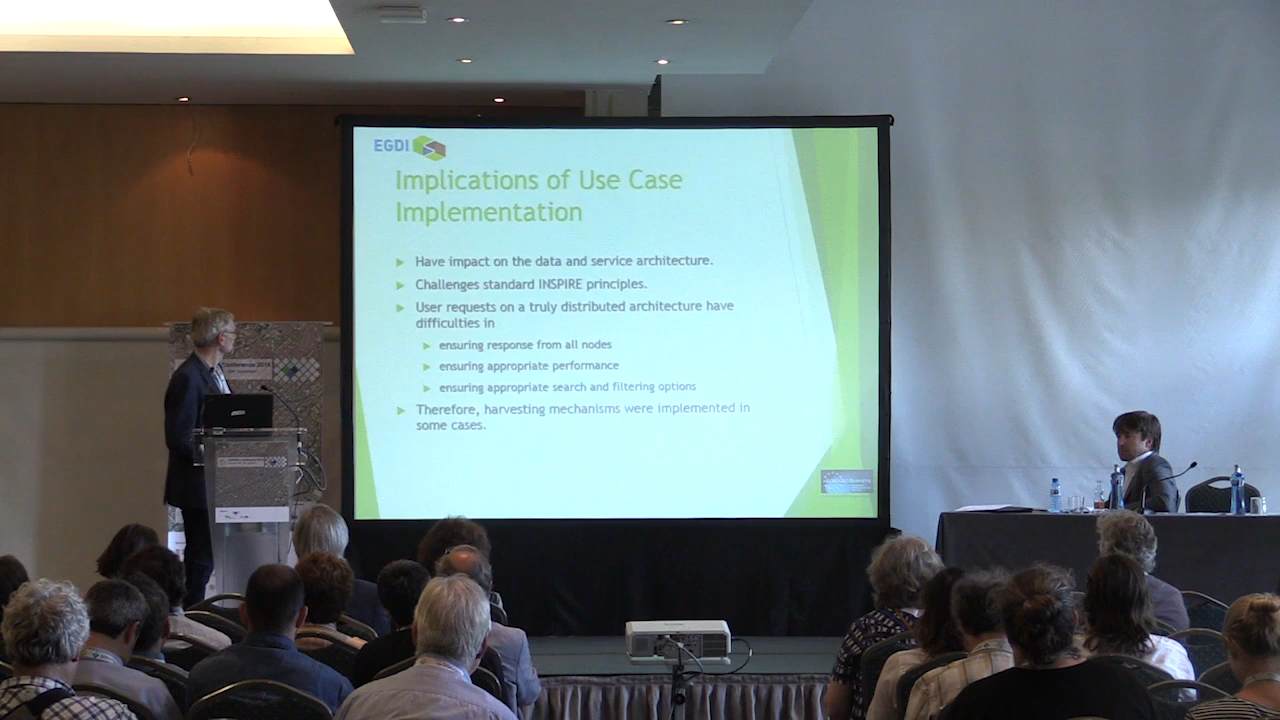 EGDI
Implications of Use Case
Implementation
Have impact on the data and service architecture.
Challenges standard INSPIRE principles.
User requests on a truly distributed architecture have
difficulties in
ensuring response from all nodes
ensuring appropriate performance
ensuring appropriate search and filtering options
Therefore, harvesting mechanisms were implemented in
some cases.